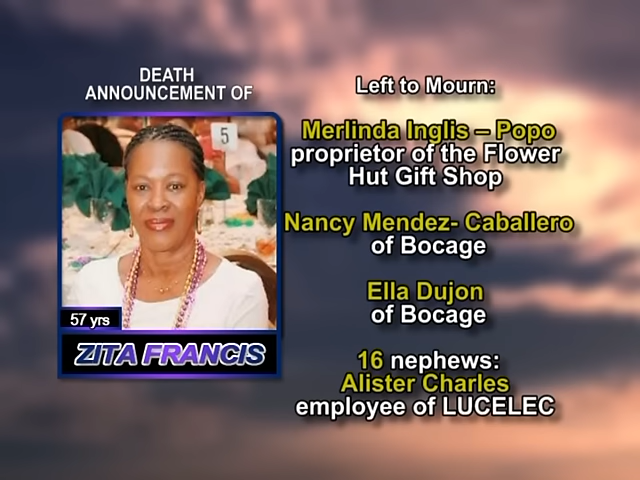 DEATH
ANNOUNCEMENT OF
5
57 yrs
ZITA FRANCIS
Left to Mourn:
Merlinda Inglis – Popo
proprietor of the Flower
Hut Gift Shop
Nancy Mendez- Caballero
of Bocage
Ella Dujon
of Bocage
16 nephews:
Alister Charles
employee of LUCELEC